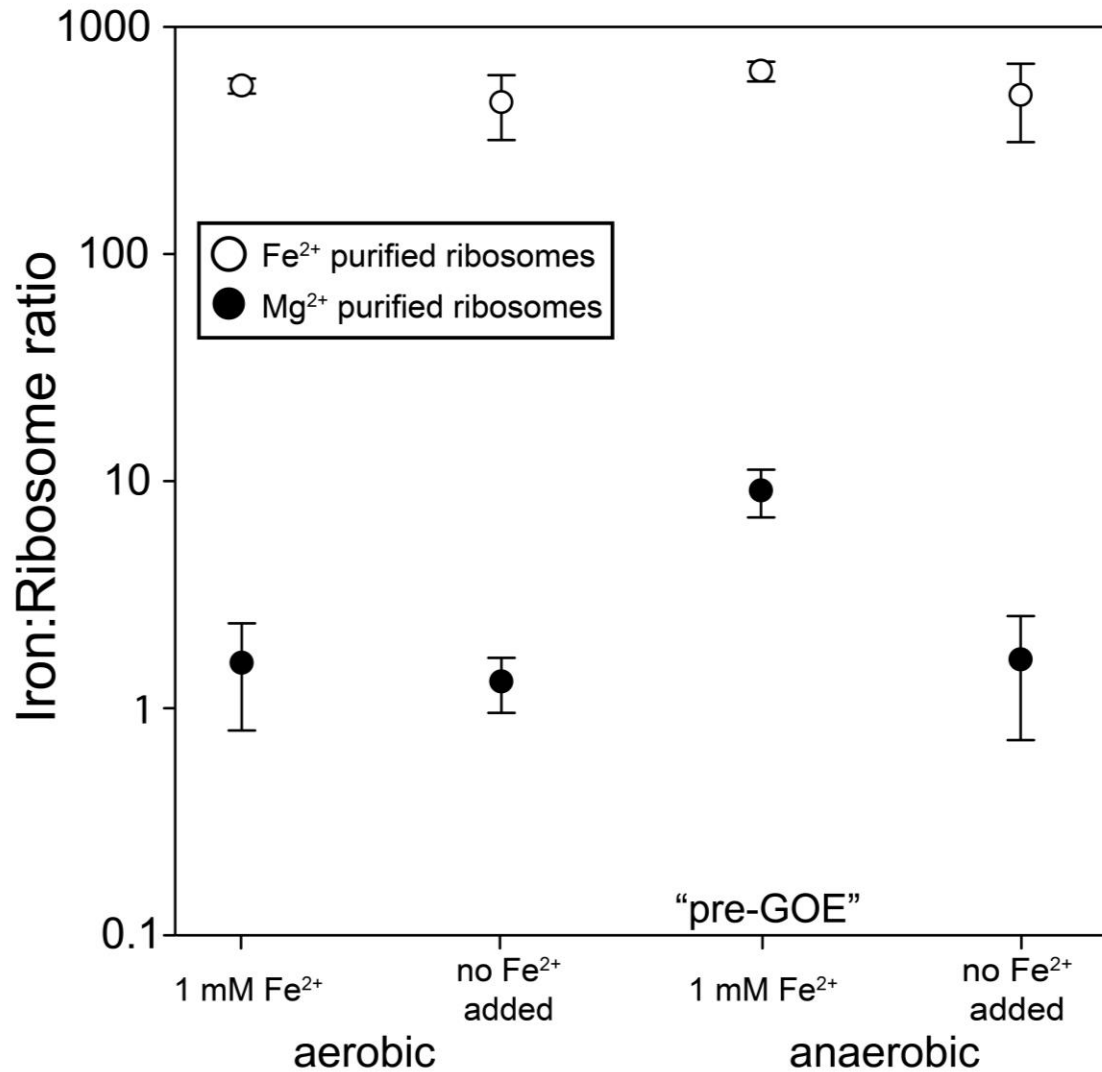 Iron:Ribosome ratio
1000
100
10
1
0.1
Fe²⁺ purified ribosomes
Mg²⁺ purified ribosomes
“pre-GOE”
1 mM Fe²⁺
no Fe²⁺
added
1 mM Fe²⁺
no Fe²⁺
added
aerobic
anaerobic